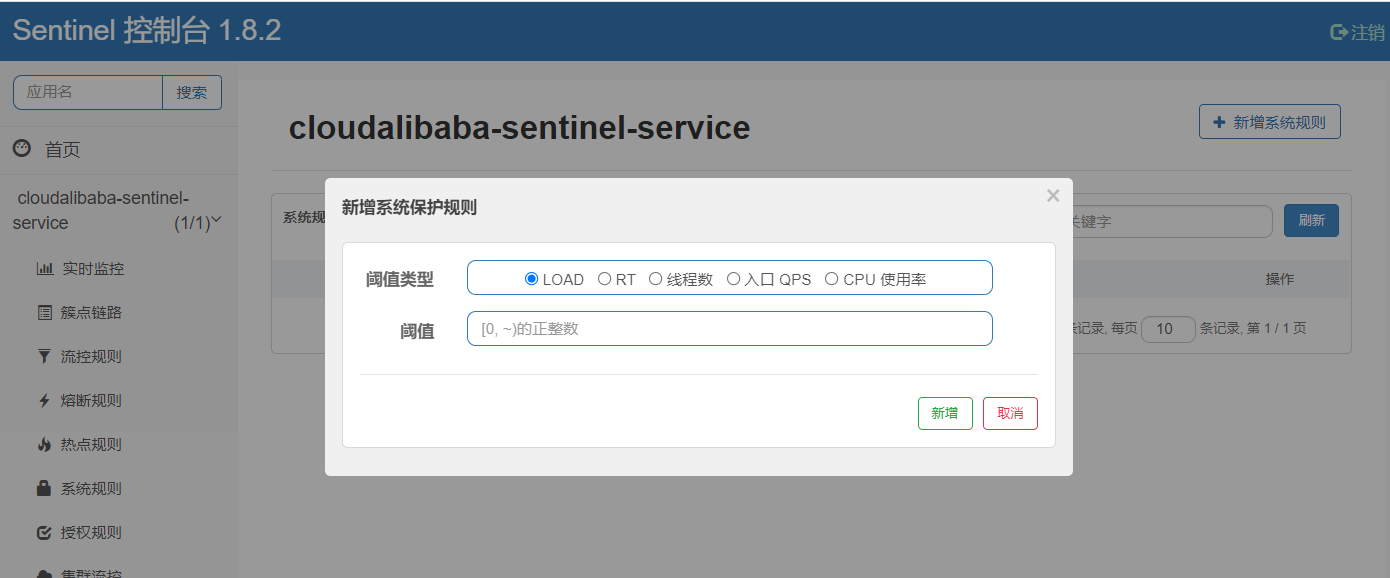 Sentinel 控制台 1.8.2
注销
应用名
搜索
首页
cloudalibaba-sentinel-
service (1/1)
实时监控
簇点链路
流控规则
熔断规则
热点规则
系统规则
授权规则
集群流控
cloudalibaba-sentinel-service
新增系统规则
系统规
关键字
刷新
操作
条记录, 每页 10 条记录, 第 1 / 1 页
新增系统保护规则
×
阈值类型
LOAD RT 线程数 入口 QPS CPU 使用率
阈值
[0, ~)的正整数
新增
取消